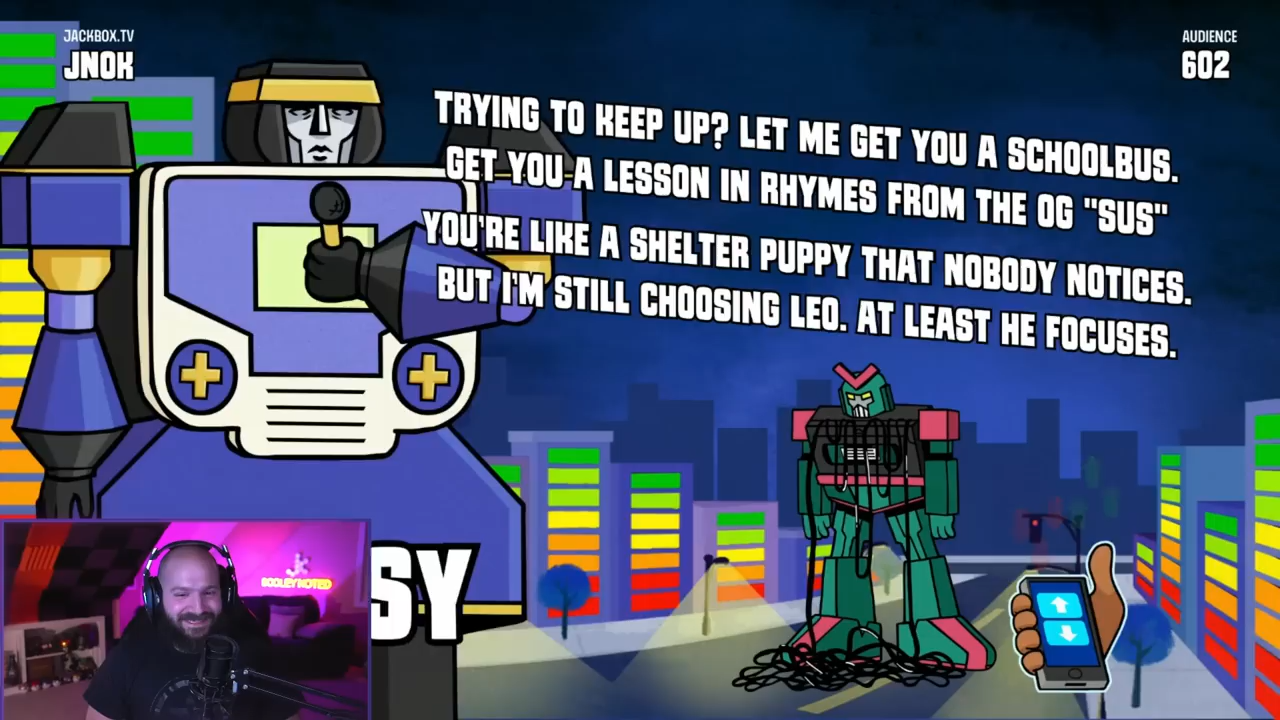 JACKBOX.TV
JNOK
AUDIENCE
602
TRYING TO KEEP UP? LET ME GET YOU A SCHOOLBUS.
GET YOU A LESSON IN RHYMES FROM THE OG "SUS"
YOU'RE LIKE A SHELTER PUPPY THAT NOBODY NOTICES.
BUT I'M STILL CHOOSING LEO. AT LEAST HE FOCUSES.
SY
BOOLEY NOTED